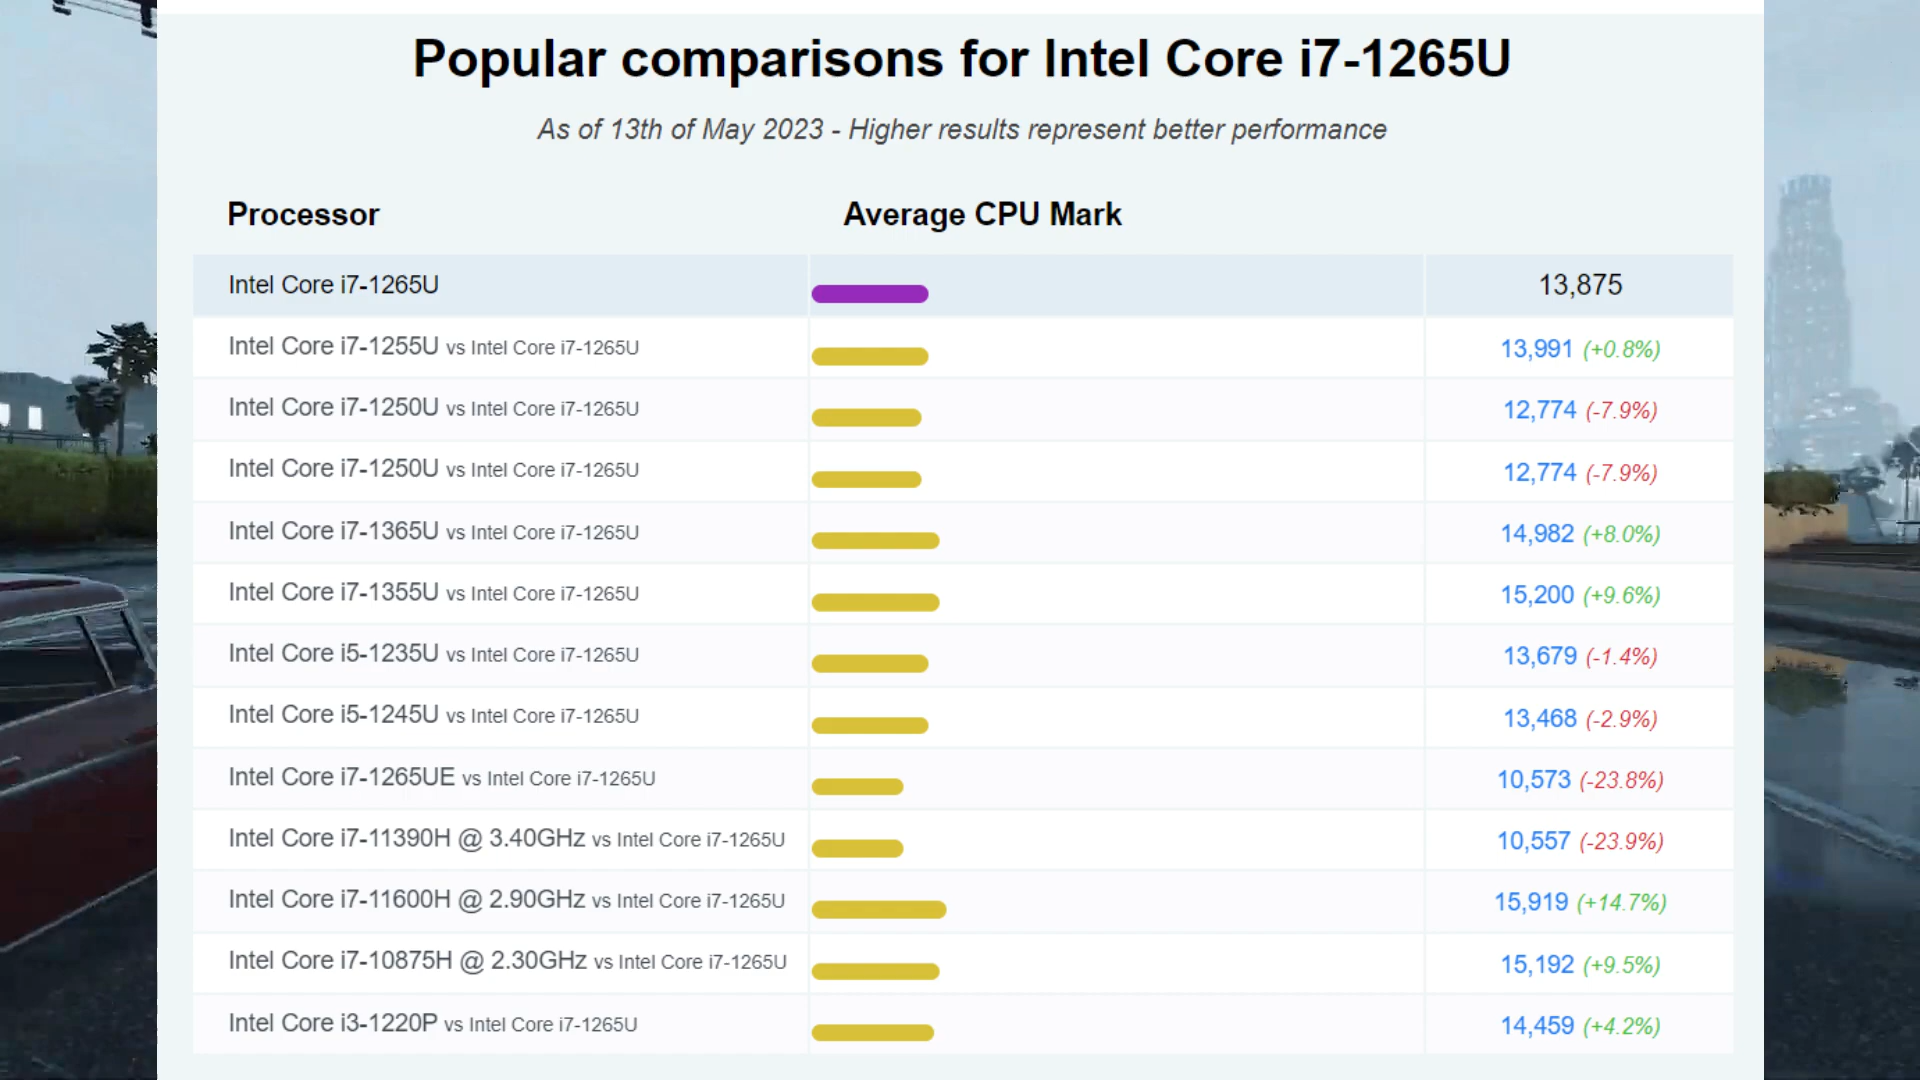 Popular comparisons for Intel Core i7-1265U
As of 13th of May 2023 - Higher results represent better performance
Processor Average CPU Mark
Intel Core i7-1265U 13,875
Intel Core i7-1255U vs Intel Core i7-1265U 13,991 (+0.8%)
Intel Core i7-1250U vs Intel Core i7-1265U 12,774 (-7.9%)
Intel Core i7-1250U vs Intel Core i7-1265U 12,774 (-7.9%)
Intel Core i7-1365U vs Intel Core i7-1265U 14,982 (+8.0%)
Intel Core i7-1355U vs Intel Core i7-1265U 15,200 (+9.6%)
Intel Core i5-1235U vs Intel Core i7-1265U 13,679 (-1.4%)
Intel Core i5-1245U vs Intel Core i7-1265U 13,468 (-2.9%)
Intel Core i7-1265UE vs Intel Core i7-1265U 10,573 (-23.8%)
Intel Core i7-11390H @ 3.40GHz vs Intel Core i7-1265U 10,557 (-23.9%)
Intel Core i7-11600H @ 2.90GHz vs Intel Core i7-1265U 15,919 (+14.7%)
Intel Core i7-10875H @ 2.30GHz vs Intel Core i7-1265U 15,192 (+9.5%)
Intel Core i3-1220P vs Intel Core i7-1265U 14,459 (+4.2%)